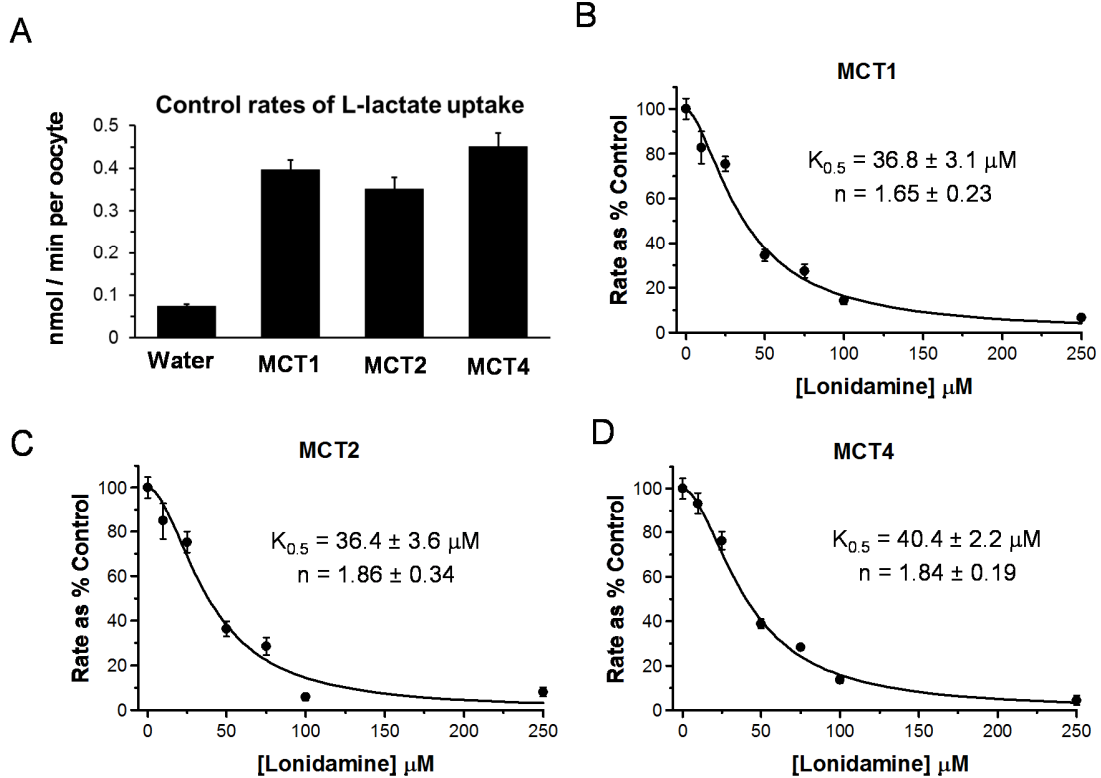 A
Control rates of L-lactate uptake
nmol / min per oocyte
0.5
0.4
0.3
0.2
0.1
0
Water MCT1 MCT2 MCT4
B
MCT1
Rate as % Control
100
80
60
40
20
0
K0.5 = 36.8 ± 3.1 μM
n = 1.65 ± 0.23
0 50 100 150 200 250
[Lonidamine] μM
C
MCT2
Rate as % Control
100
80
60
40
20
0
K0.5 = 36.4 ± 3.6 μM
n = 1.86 ± 0.34
0 50 100 150 200 250
[Lonidamine] μM
D
MCT4
Rate as % Control
100
80
60
40
20
0
K0.5 = 40.4 ± 2.2 μM
n = 1.84 ± 0.19
0 50 100 150 200 250
[Lonidamine] μM